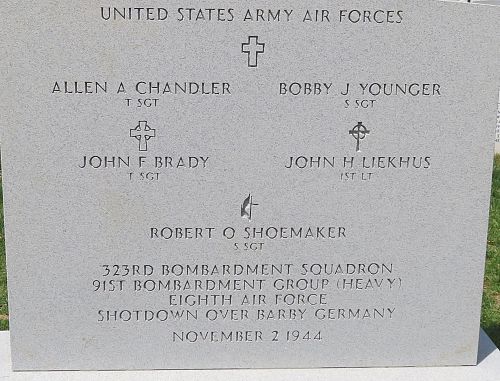 UNITED STATES ARMY AIR FORCES
ALLEN A CHANDLER BOBBY J YOUNGER
T SGT S SGT
JOHN F BRADY JOHN H LIEKHUS
T SGT 1ST LT
ROBERT O SHOEMAKER
S SGT
323RD BOMBARDMENT SQUADRON
91ST BOMBARDMENT GROUP (HEAVY)
EIGHTH AIR FORCE
SHOTDOWN OVER BARBY GERMANY
NOVEMBER 2 1944